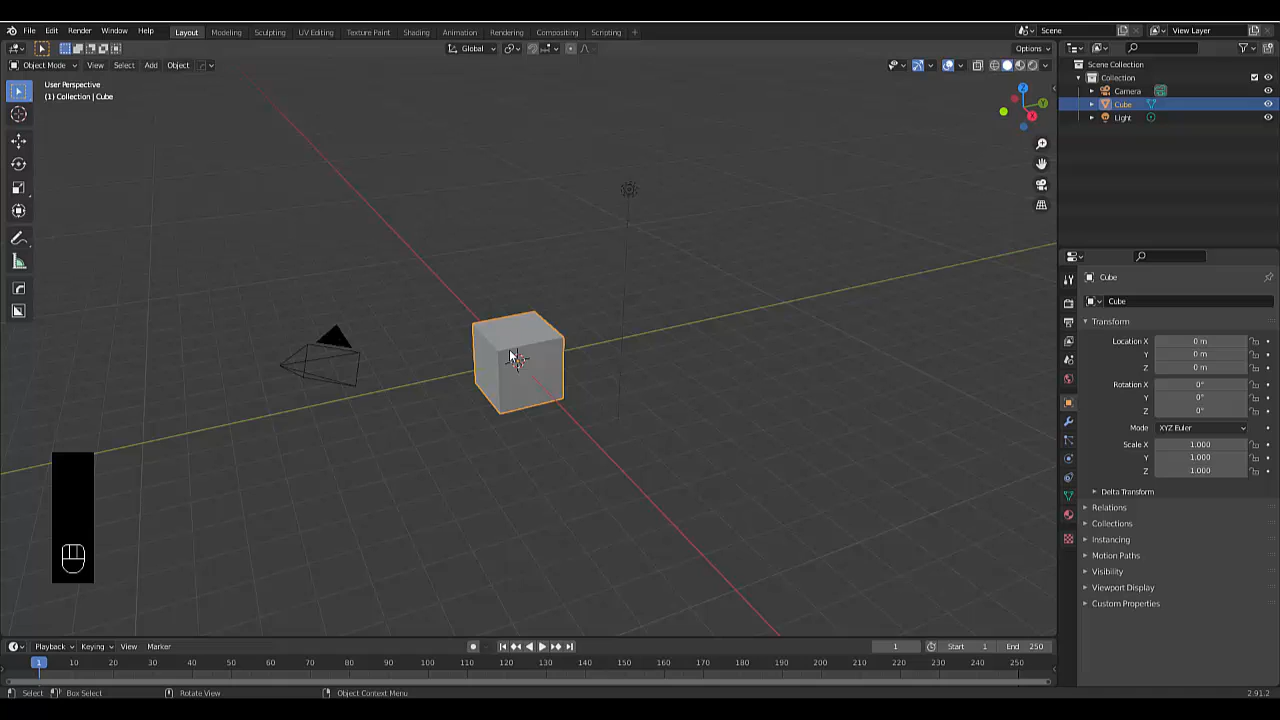 File Edit Render Window Help Layout Modeling Sculpting UV Editing Texture Paint Shading Animation Rendering Compositing Scripting + Scene View Layer
Global Options
Object Mode View Select Add Object
User Perspective
(1) Collection | Cube
Z
Y
X
Scene Collection
Collection
Camera
Cube
Light
Cube
Cube
Transform
Location X 0 m
Y 0 m
Z 0 m
Rotation X 0°
Y 0°
Z 0°
Mode XYZ Euler
Scale X 1.000
Y 1.000
Z 1.000
Delta Transform
Relations
Collections
Instancing
Motion Paths
Visibility
Viewport Display
Custom Properties
Playback Keying View Marker 1 Start 1 End 250
1 10 20 30 40 50 60 70 80 90 100 110 120 130 140 150 160 170 180 190 200 210 220 230 240 250
Select Box Select Rotate View Object Context Menu 2.91.2